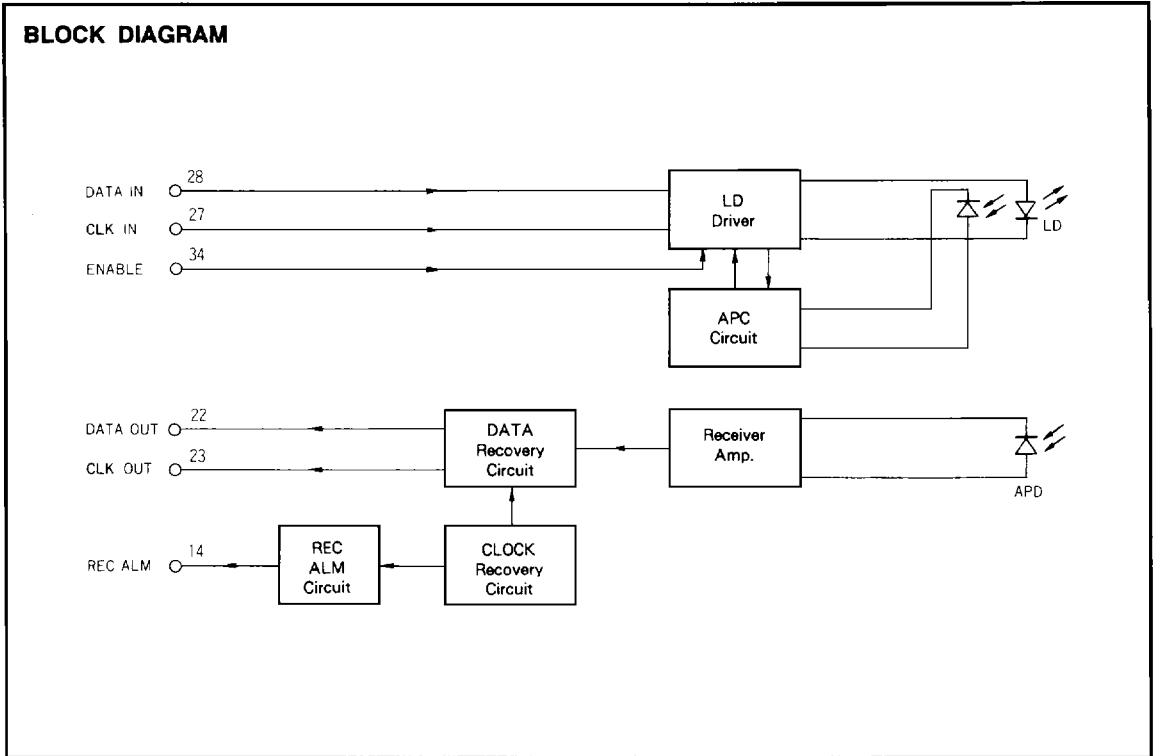 BLOCK DIAGRAM
DATA IN
28
CLK IN
27
ENABLE
34
LD
Driver
LD
APC
Circuit
DATA OUT
22
CLK OUT
23
DATA
Recovery
Circuit
Receiver
Amp.
APD
REC ALM
14
REC
ALM
Circuit
CLOCK
Recovery
Circuit